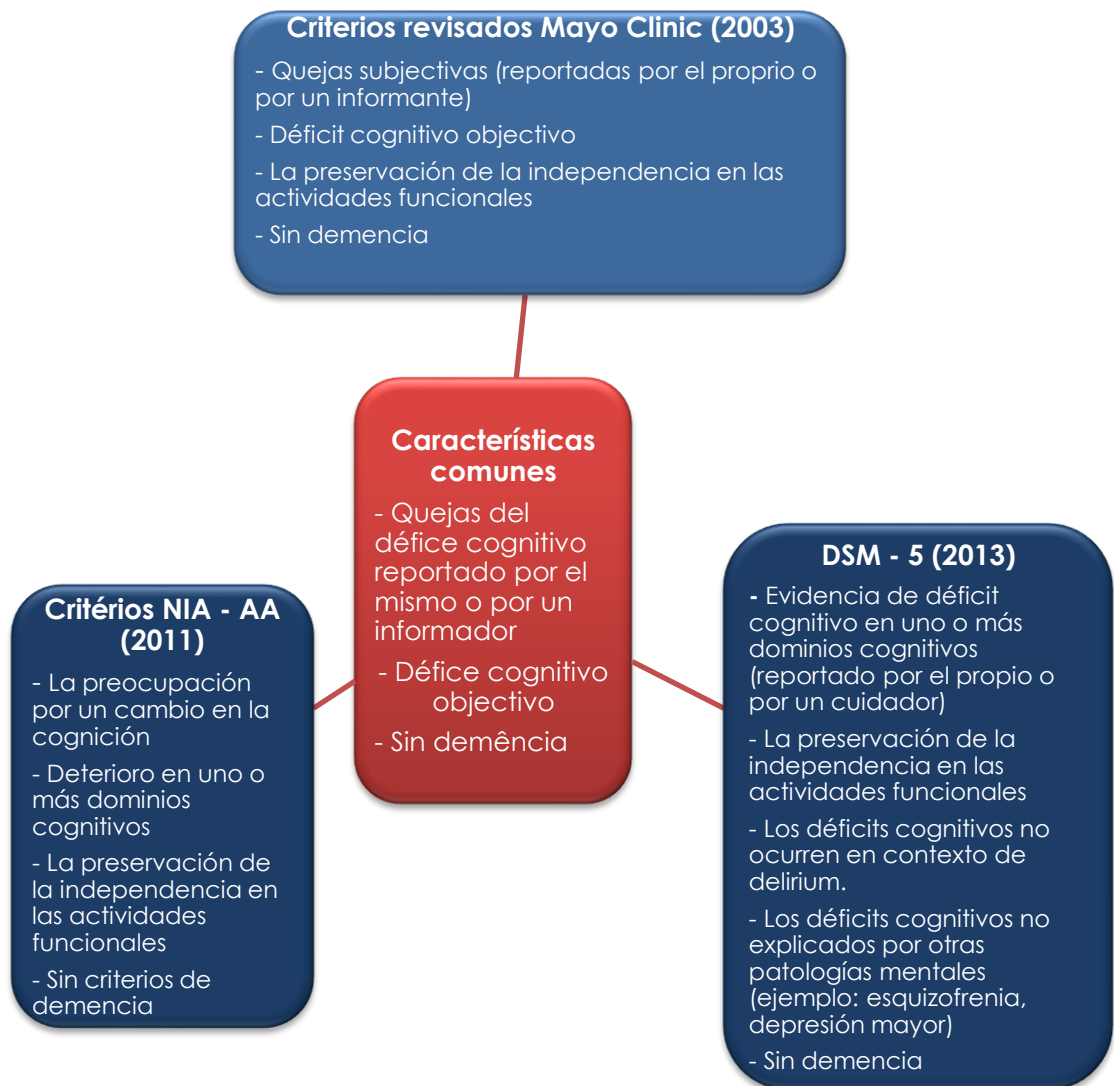 Criterios revisados Mayo Clinic (2003)
- Quejas subjectivas (reportadas por el proprio o
por un informante)
- Déficit cognitivo objectivo
- La preservación de la independencia en las
actividades funcionales
- Sin demencia
Características
comunes
- Quejas del
défice cognitivo
reportado por el
mismo o por un
informador
- Défice cognitivo
objectivo
- Sin demência
Critérios NIA - AA
(2011)
- La preocupación
por un cambio en la
cognición
- Deterioro en uno o
más dominios
cognitivos
- La preservación de
la independencia en
las actividades
funcionales
- Sin criterios de
demencia
DSM - 5 (2013)
- Evidencia de déficit
cognitivo en uno o más
dominios cognitivos
(reportado por el propio o
por un cuidador)
- La preservación de la
independencia en las
actividades funcionales
- Los déficits cognitivos no
ocurren en contexto de
delirium.
- Los déficits cognitivos no
explicados por otras
patologías mentales
(ejemplo: esquizofrenia,
depresión mayor)
- Sin demencia